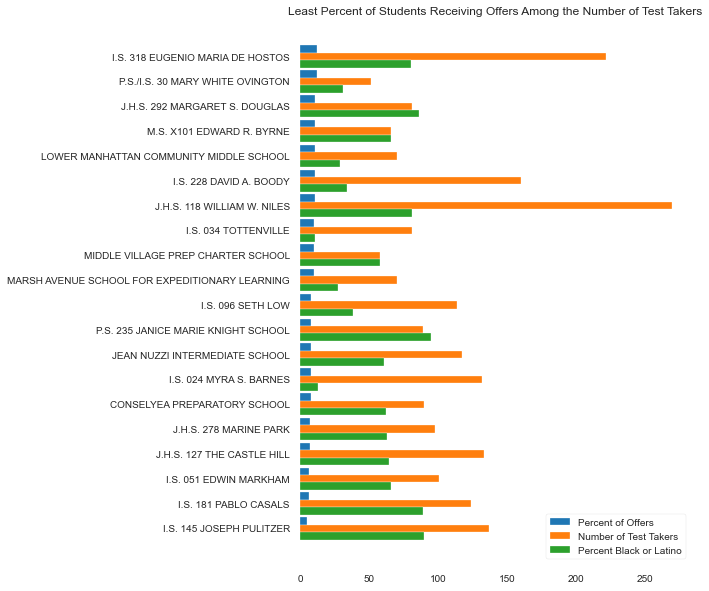 Least Percent of Students Receiving Offers Among the Number of Test Takers
I.S. 318 EUGENIO MARIA DE HOSTOS
P.S./I.S. 30 MARY WHITE OVINGTON
J.H.S. 292 MARGARET S. DOUGLAS
M.S. X101 EDWARD R. BYRNE
LOWER MANHATTAN COMMUNITY MIDDLE SCHOOL
I.S. 228 DAVID A. BOODY
J.H.S. 118 WILLIAM W. NILES
I.S. 034 TOTTENVILLE
MIDDLE VILLAGE PREP CHARTER SCHOOL
MARSH AVENUE SCHOOL FOR EXPEDITIONARY LEARNING
I.S. 096 SETH LOW
P.S. 235 JANICE MARIE KNIGHT SCHOOL
JEAN NUZZI INTERMEDIATE SCHOOL
I.S. 024 MYRA S. BARNES
CONSELYEA PREPARATORY SCHOOL
J.H.S. 278 MARINE PARK
J.H.S. 127 THE CASTLE HILL
I.S. 051 EDWIN MARKHAM
I.S. 181 PABLO CASALS
I.S. 145 JOSEPH PULITZER
Percent of Offers
Number of Test Takers
Percent Black or Latino
0 50 100 150 200 250